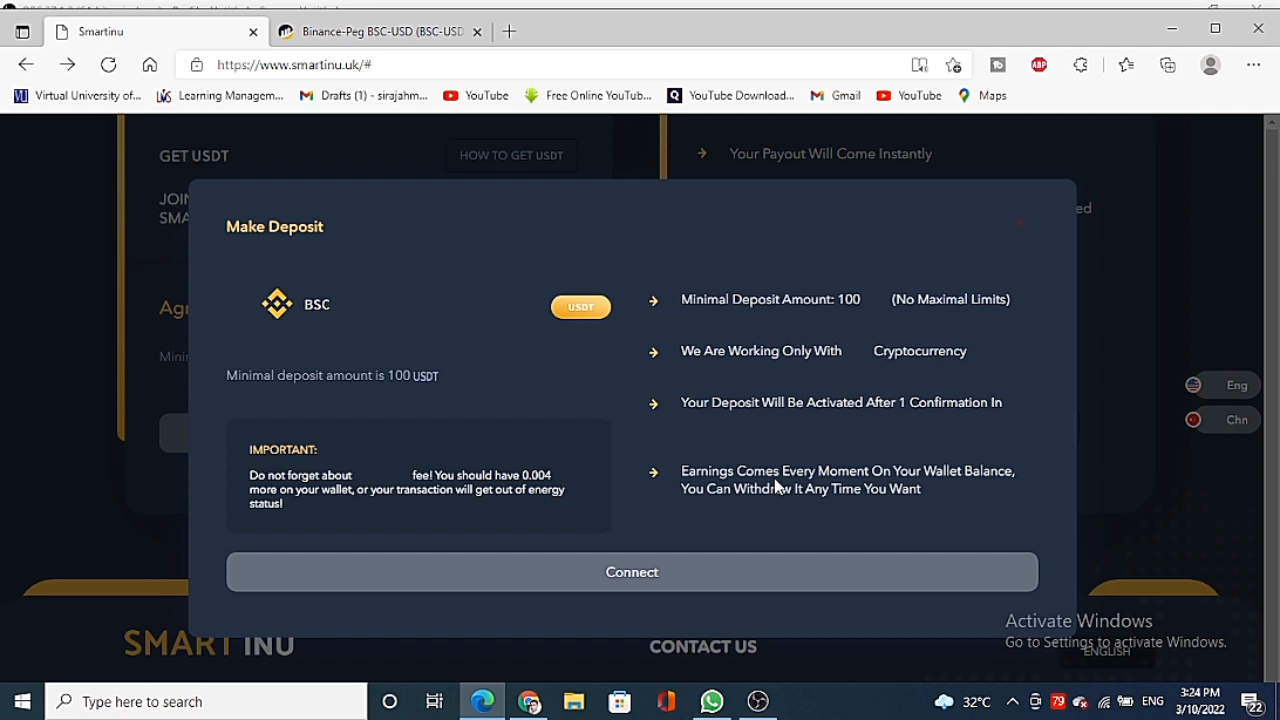 Smartinu
Binance-Peg BSC-USD (BSC-USD
https://www.smartinu.uk/#
Virtual University of...
Learning Managem...
Drafts (1) - sirajahm...
YouTube
Free Online YouTub...
YouTube Download...
Gmail
YouTube
Maps
GET USDT
HOW TO GET USDT
Your Payout Will Come Instantly
JOI
SMA
ed
Make Deposit
BSC
USDT
Minimal deposit amount is 100 USDT
IMPORTANT:
Do not forget about fee! You should have 0.004
more on your wallet, or your transaction will get out of energy
status!
Minimal Deposit Amount: 100 (No Maximal Limits)
We Are Working Only With Cryptocurrency
Your Deposit Will Be Activated After 1 Confirmation In
Earnings Comes Every Moment On Your Wallet Balance,
You Can Withdraw It Any Time You Want
Connect
Agr
Mini
Eng
Chn
SMART INU
CONTACT US
Activate Windows
Go to Settings to activate Windows.
ENGLISH
Type here to search
32°C
79
ENG
3:24 PM
3/10/2022
22